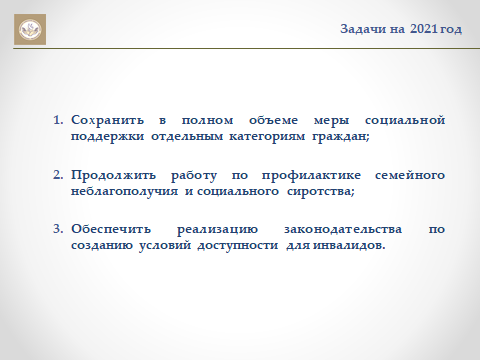 Задачи на 2021 год
1. Сохранить в полном объеме меры социальной
поддержки отдельным категориям граждан;
2. Продолжить работу по профилактике семейного
неблагополучия и социального сиротства;
3. Обеспечить реализацию законодательства по
созданию условий доступности для инвалидов.